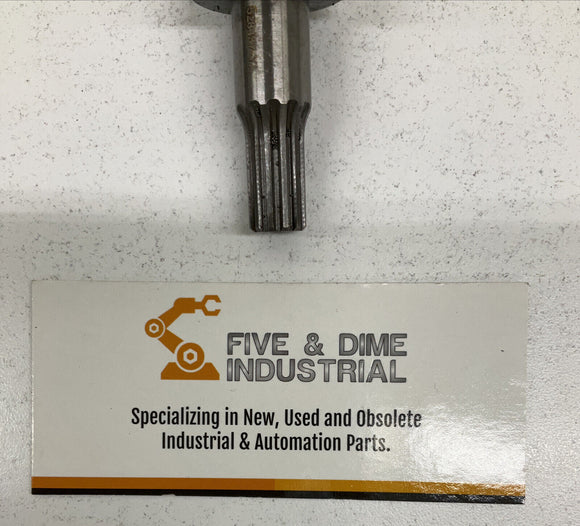 FIVE & DIME
INDUSTRIAL
Specializing in New, Used and Obsolete
Industrial & Automation Parts.